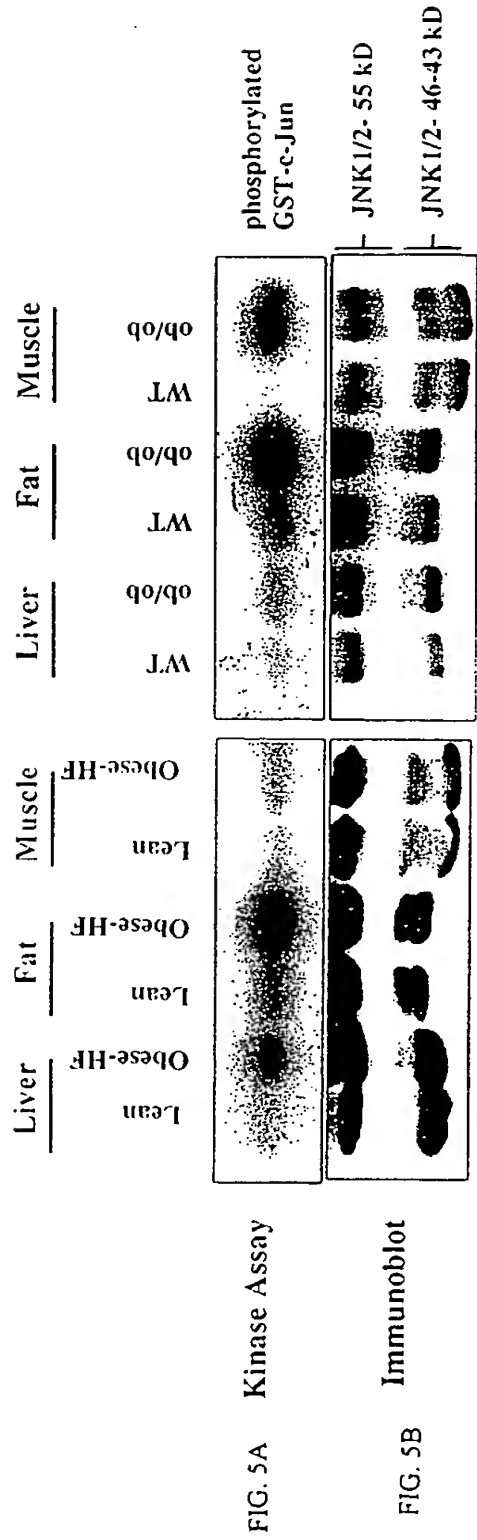 Liver Fat Muscle Liver Fat Muscle
Lean Obese-HF Lean Obese-HF Lean Obese-HF WT ob/ob WT ob/ob WT ob/ob
FIG. 5A Kinase Assay phosphorylated
GST-c-Jun
FIG. 5B Immunoblot JNK1/2- 55 kD
JNK1/2- 46-43 kD